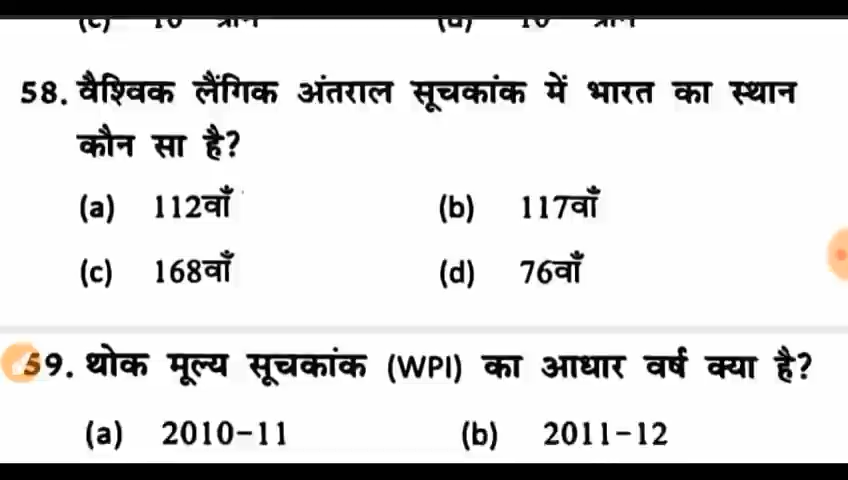 58. वैश्विक लैंगिक अंतराल सूचकांक में भारत का स्थान
कौन सा है?
(a) 112वाँ (b) 117वाँ
(c) 168वाँ (d) 76वाँ
59. थोक मूल्य सूचकांक (WPI) का आधार वर्ष क्या है?
(a) 2010-11 (b) 2011-12